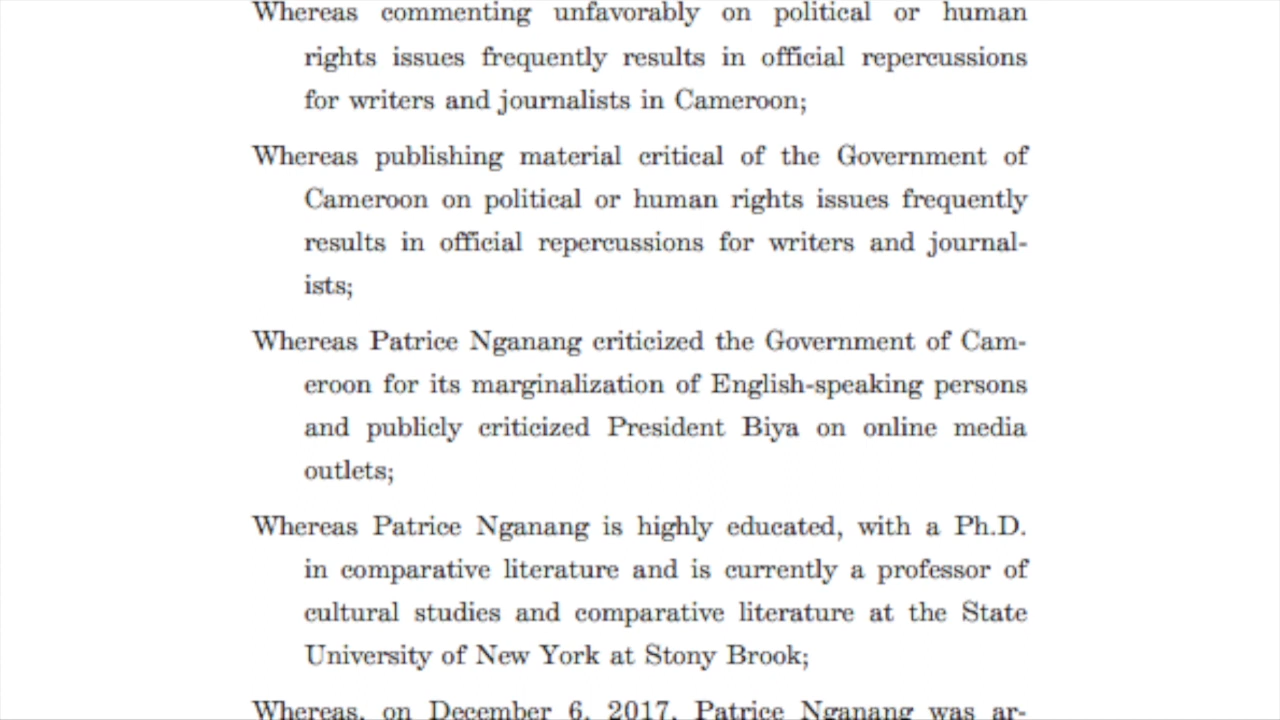 Whereas commenting unfavorably on political or human
rights issues frequently results in official repercussions
for writers and journalists in Cameroon;
Whereas publishing material critical of the Government of
Cameroon on political or human rights issues frequently
results in official repercussions for writers and journal-
ists;
Whereas Patrice Nganang criticized the Government of Cam-
eroon for its marginalization of English-speaking persons
and publicly criticized President Biya on online media
outlets;
Whereas Patrice Nganang is highly educated, with a Ph.D.
in comparative literature and is currently a professor of
cultural studies and comparative literature at the State
University of New York at Stony Brook;
Whereas, on December 6, 2017, Patrice Nganang was ar-